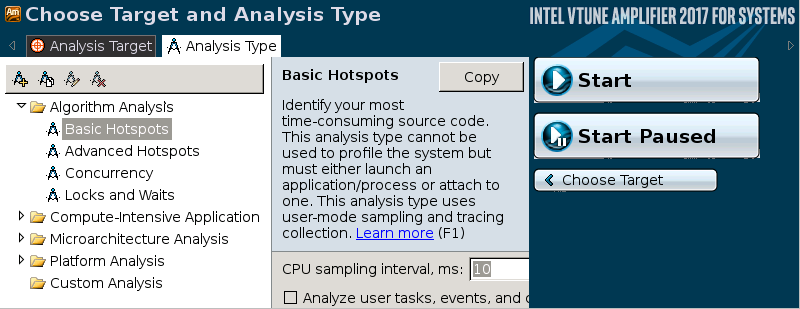 Choose Target and Analysis Type
INTEL VTUNE AMPLIFIER 2017 FOR SYSTEMS
Analysis Target
Analysis Type
Algorithm Analysis
Basic Hotspots
Advanced Hotspots
Concurrency
Locks and Waits
Compute-Intensive Application
Microarchitecture Analysis
Platform Analysis
Custom Analysis
Basic Hotspots
Copy
Identify your most
time-consuming source code.
This analysis type cannot be
used to profile the system but
must either launch an
application/process or attach to
one. This analysis type uses
user-mode sampling and tracing
collection. Learn more (F1)
CPU sampling interval, ms: 10
Analyze user tasks, events, and
Start
Start Paused
Choose Target